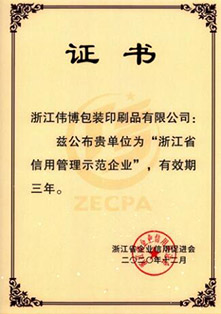 证书
浙江伟博包装印刷品有限公司：
兹公布贵单位为“浙江省
信用管理示范企业”，有效期
三年。
ZECPA
浙江省企业信用促进会
二〇二〇年十二月